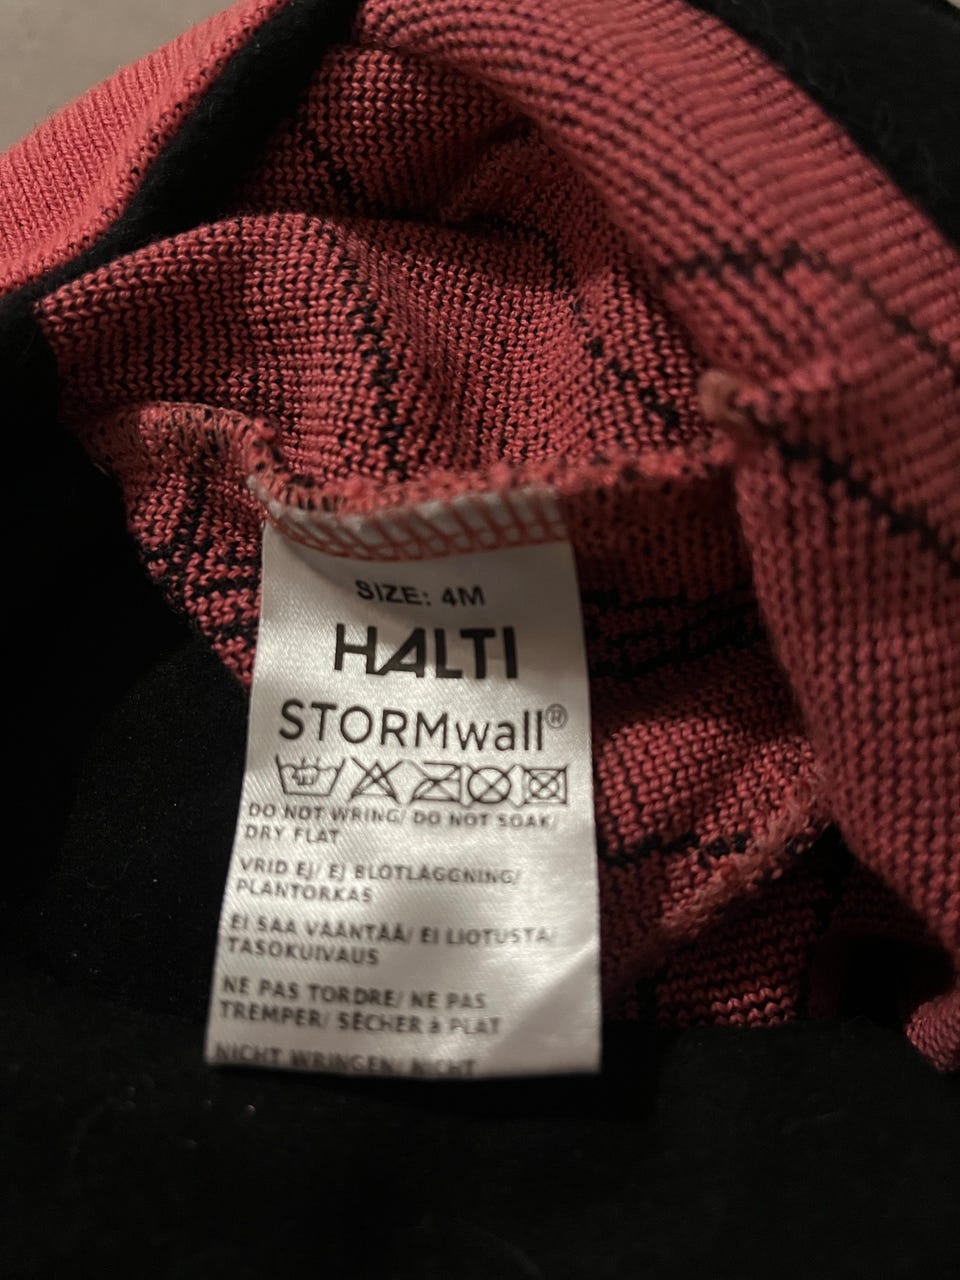 SIZE: 4M
HALTI
STORMwall®
DO NOT WRING/ DO NOT SOAK/
DRY FLAT
VRID EJ/ EJ BLÖTLÄGGNING/
PLANTORKAS
EI SAA VÄÄNTÄÄ/ EI LIOTUSTA/
TASOKUIVAUS
NE PAS TORDRE/ NE PAS
TREMPER/ SÉCHER à PLAT
NICHT WRINGEN/ NICHT